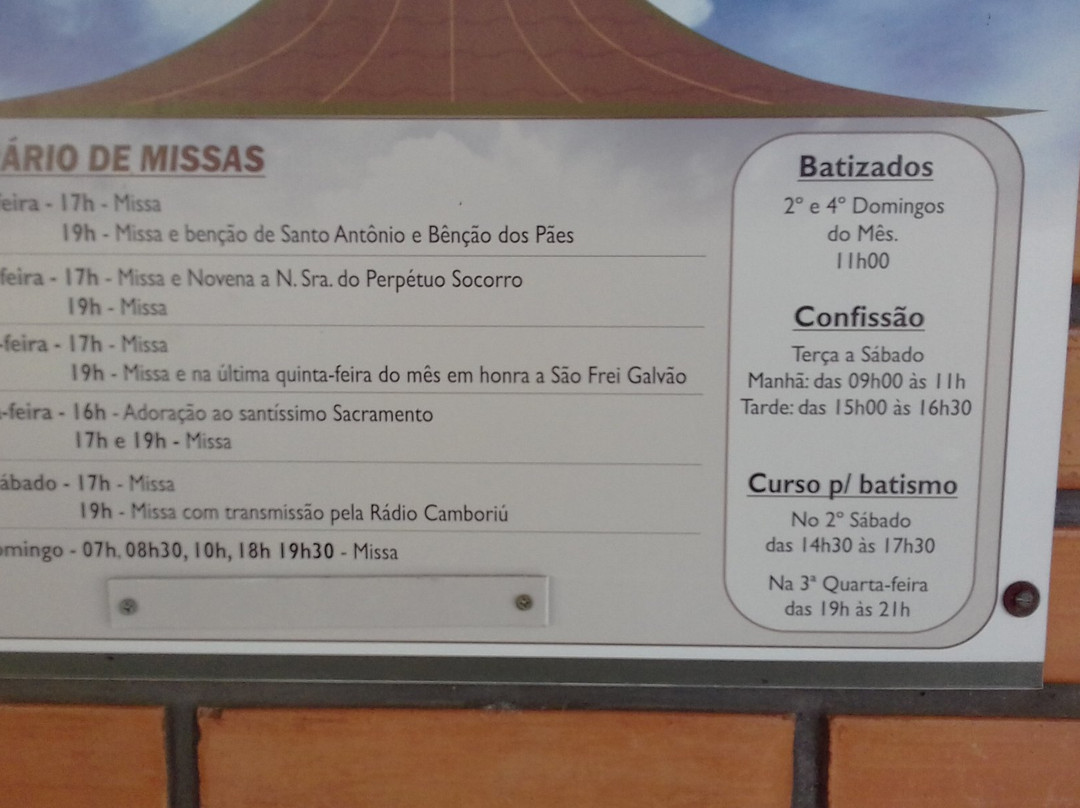 ÁRIO DE MISSAS
feira - 17h - Missa
19h - Missa e benção de Santo Antônio e Bênção dos Pães
feira - 17h - Missa e Novena a N. Sra. do Perpétuo Socorro
19h - Missa
-feira - 17h - Missa
19h - Missa e na última quinta-feira do mês em honra a São Frei Galvão
-feira - 16h - Adoração ao santíssimo Sacramento
17h e 19h - Missa
ábado - 17h - Missa
19h - Missa com transmissão pela Rádio Camboriú
omingo - 07h, 08h30, 10h, 18h 19h30 - Missa
Batizados
2º e 4º Domingos
do Mês.
11h00
Confissão
Terça a Sábado
Manhã: das 09h00 às 11h
Tarde: das 15h00 às 16h30
Curso p/ batismo
No 2º Sábado
das 14h30 às 17h30
Na 3ª Quarta-feira
das 19h às 21h